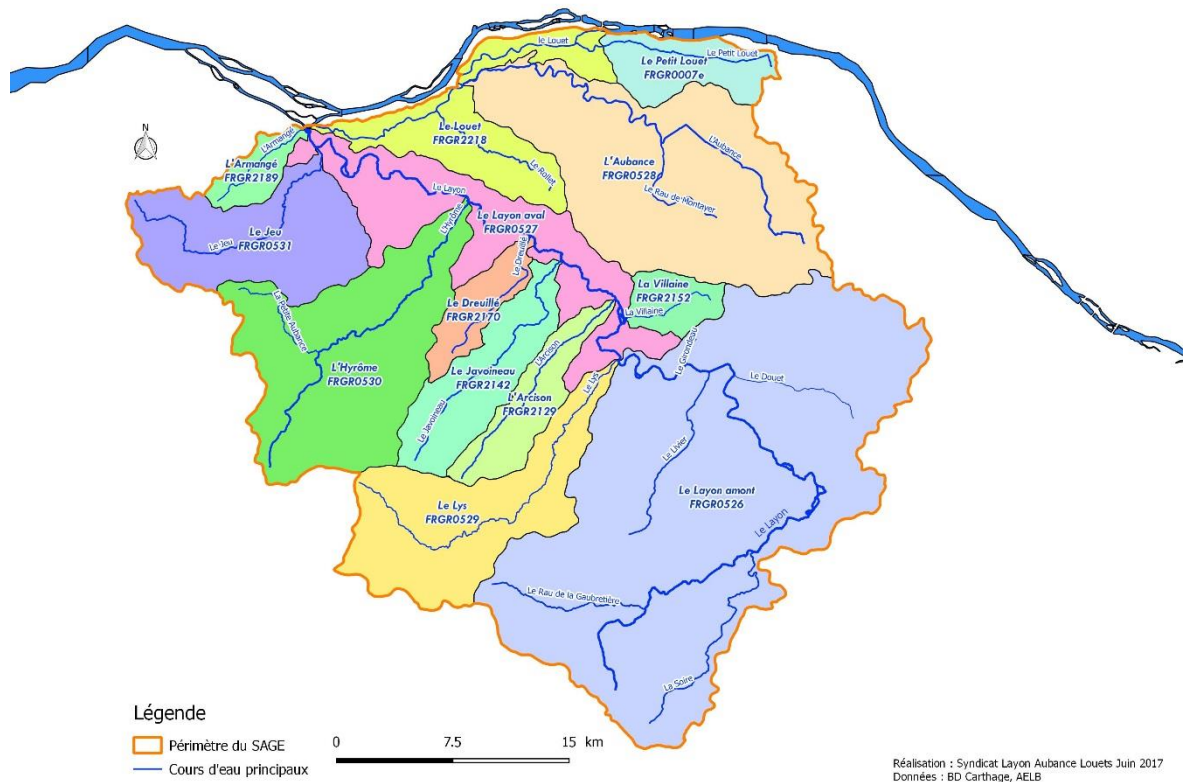 le Louet
Le Petit Louet
Le Petit Louet
FRGR0007e
N
L'Armangé
L'Armangé
FRGR2189
Le Louet
FRGR2218
Le Rollet
L'Aubance
FRGR0528
L'Aubance
Le Rau de Montayer
Le Layon
Le Jeu
FRGR0531
Le Jeu
L'Hyrôme
Le Layon aval
FRGR0527
Le Dreuillé
La Villaine
FRGR2152
La Villaine
La Petite Aubance
Le Dreuillé
FRGR2170
L'Hyrôme
FRGR0530
Le Javoineau
FRGR2142
L'Arcison
Le Girondeau
L'Arcison
FRGR2129
Le Lys
Le Douet
Le Javoineau
Le Livier
Le Layon amont
FRGR0526
Le Lys
FRGR0529
Le Layon
Le Rau de la Gaubretière
La Soire
Légende
Périmètre du SAGE
Cours d'eau principaux
0 7.5 15 km
Réalisation : Syndicat Layon Aubance Louets Juin 2017
Données : BD Carthage, AELB